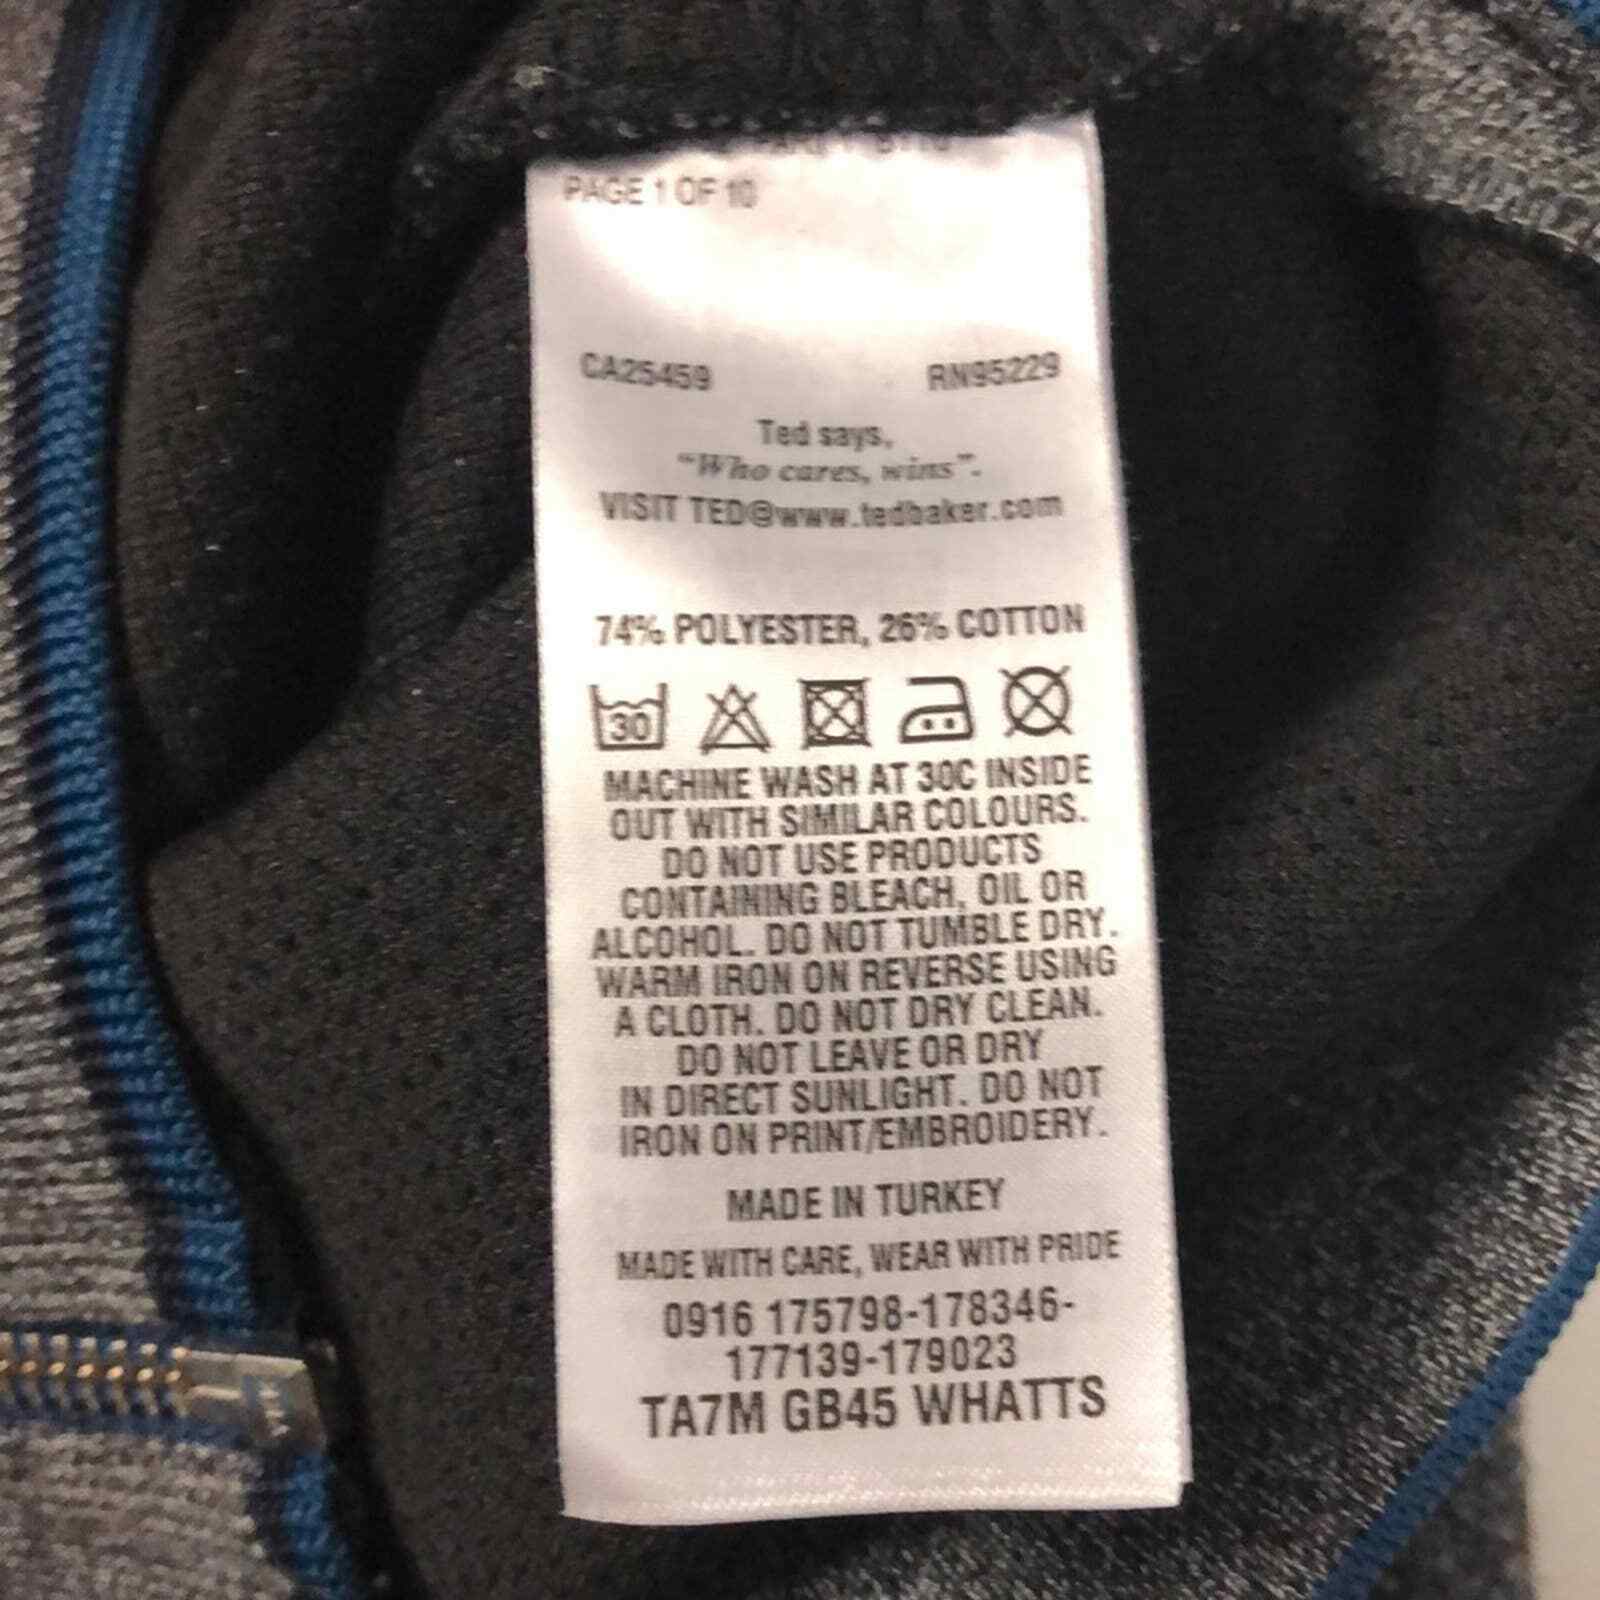 PAGE 1 OF 10
CA25459 RN95229
Ted says,
"Who cares, wins".
VISIT TED@www.tedbaker.com
74% POLYESTER, 26% COTTON
30
MACHINE WASH AT 30C INSIDE
OUT WITH SIMILAR COLOURS.
DO NOT USE PRODUCTS
CONTAINING BLEACH, OIL OR
ALCOHOL. DO NOT TUMBLE DRY.
WARM IRON ON REVERSE USING
A CLOTH. DO NOT DRY CLEAN.
DO NOT LEAVE OR DRY
IN DIRECT SUNLIGHT. DO NOT
IRON ON PRINT/EMBROIDERY.
MADE IN TURKEY
MADE WITH CARE, WEAR WITH PRIDE
0916 175798-178346-
177139-179023
TA7M GB45 WHATTS